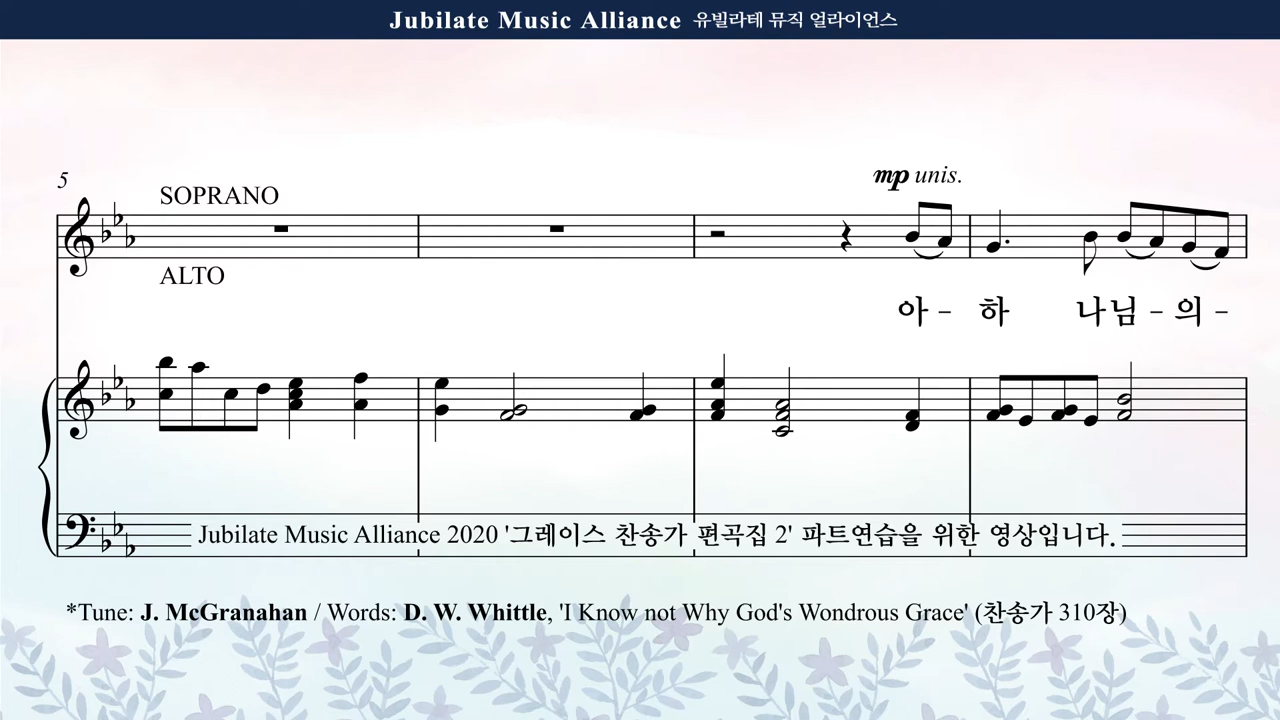 Jubilate Music Alliance 유빌라테 뮤직 얼라이언스
5
SOPRANO
mp unis.
ALTO
아 - 하 나 님 - 의 -
Jubilate Music Alliance 2020 '그레이스 찬송가 편곡집 2' 파트연습을 위한 영상입니다.
*Tune: J. McGranahan / Words: D. W. Whittle, 'I Know not Why God's Wondrous Grace' (찬송가 310장)